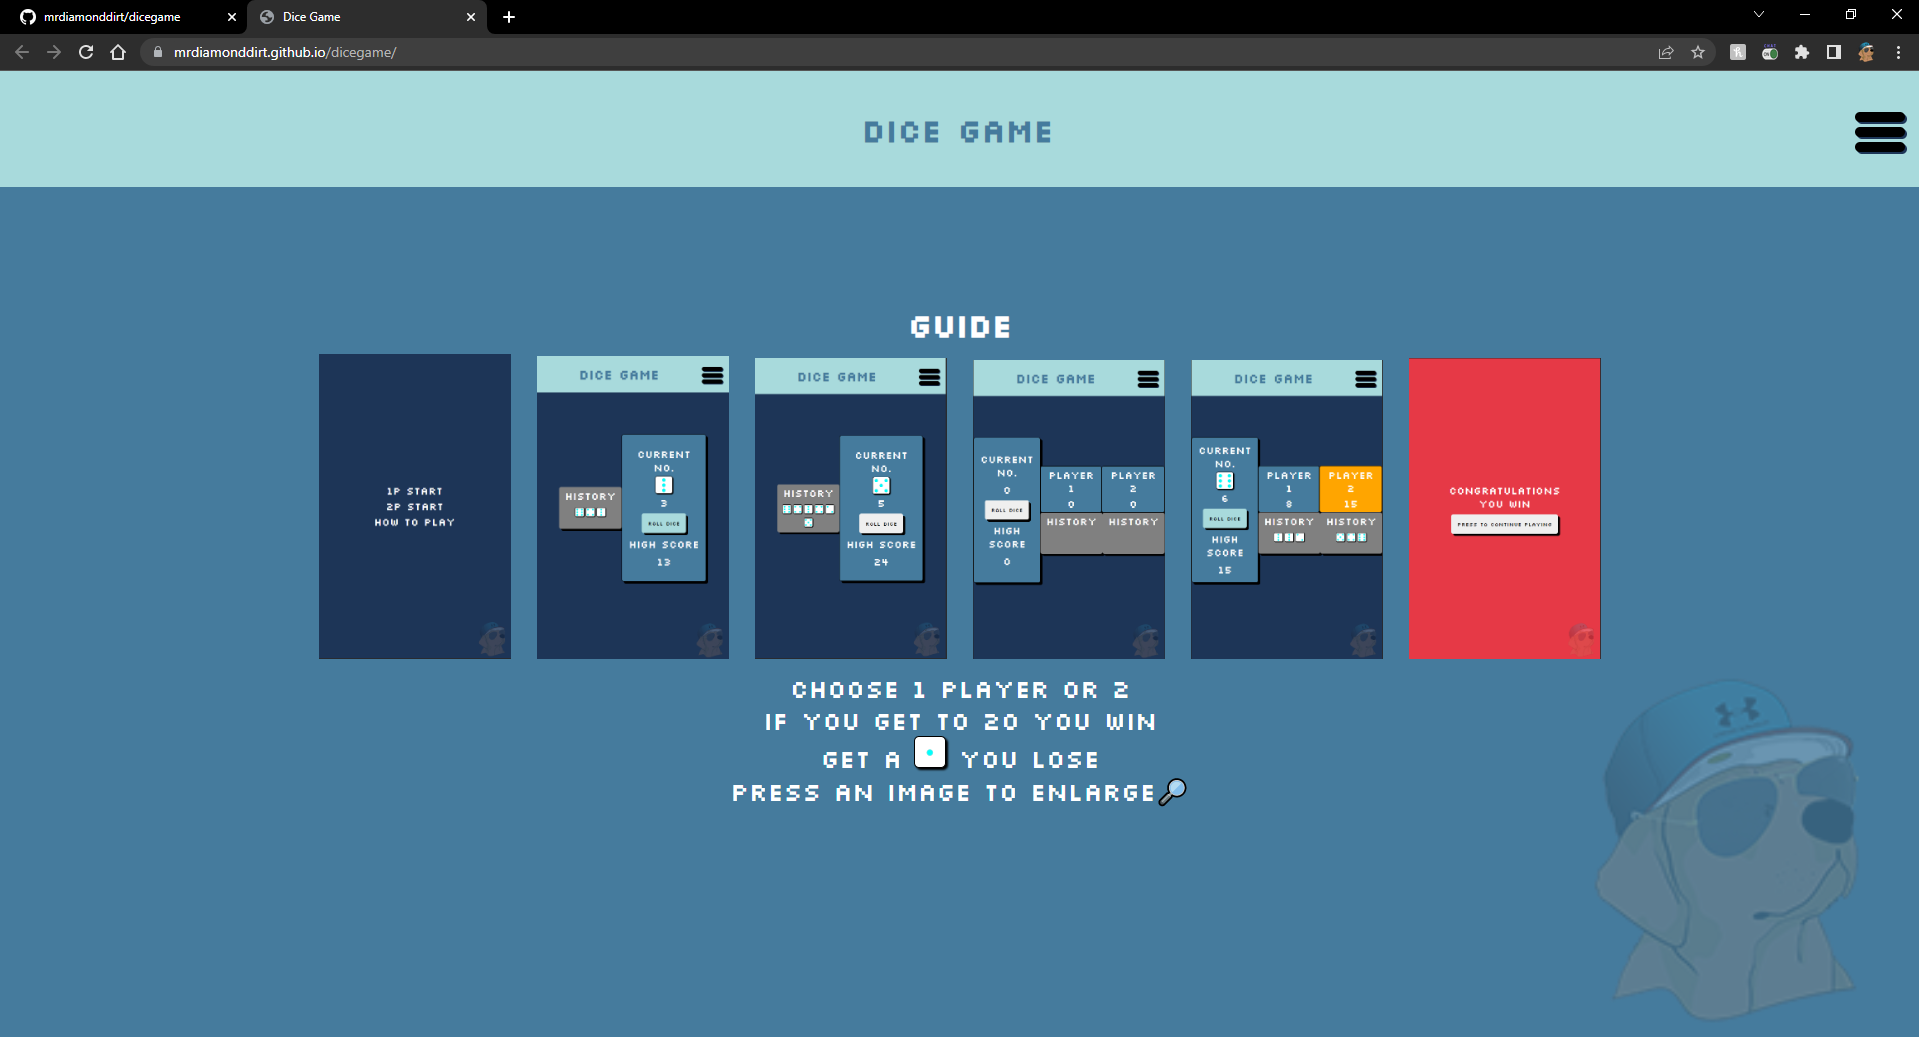 mrdiamonddirt/dicegame
Dice Game
mrdiamonddirt.github.io/dicegame/
DICE GAME
GUIDE
1P START
2P START
HOW TO PLAY
DICE GAME
HISTORY
CURRENT
NO.
3
ROLL DICE
HIGH SCORE
13
DICE GAME
HISTORY
CURRENT
NO.
5
ROLL DICE
HIGH SCORE
24
DICE GAME
CURRENT
NO.
0
ROLL DICE
HIGH
SCORE
0
PLAYER
1
0
HISTORY
PLAYER
2
0
HISTORY
DICE GAME
CURRENT
NO.
6
ROLL DICE
HIGH
SCORE
15
PLAYER
1
8
HISTORY
PLAYER
2
15
HISTORY
CONGRATULATIONS
YOU WIN
PRESS TO CONTINUE PLAYING
CHOOSE 1 PLAYER OR 2
IF YOU GET TO 20 YOU WIN
GET A YOU LOSE
PRESS AN IMAGE TO ENLARGE